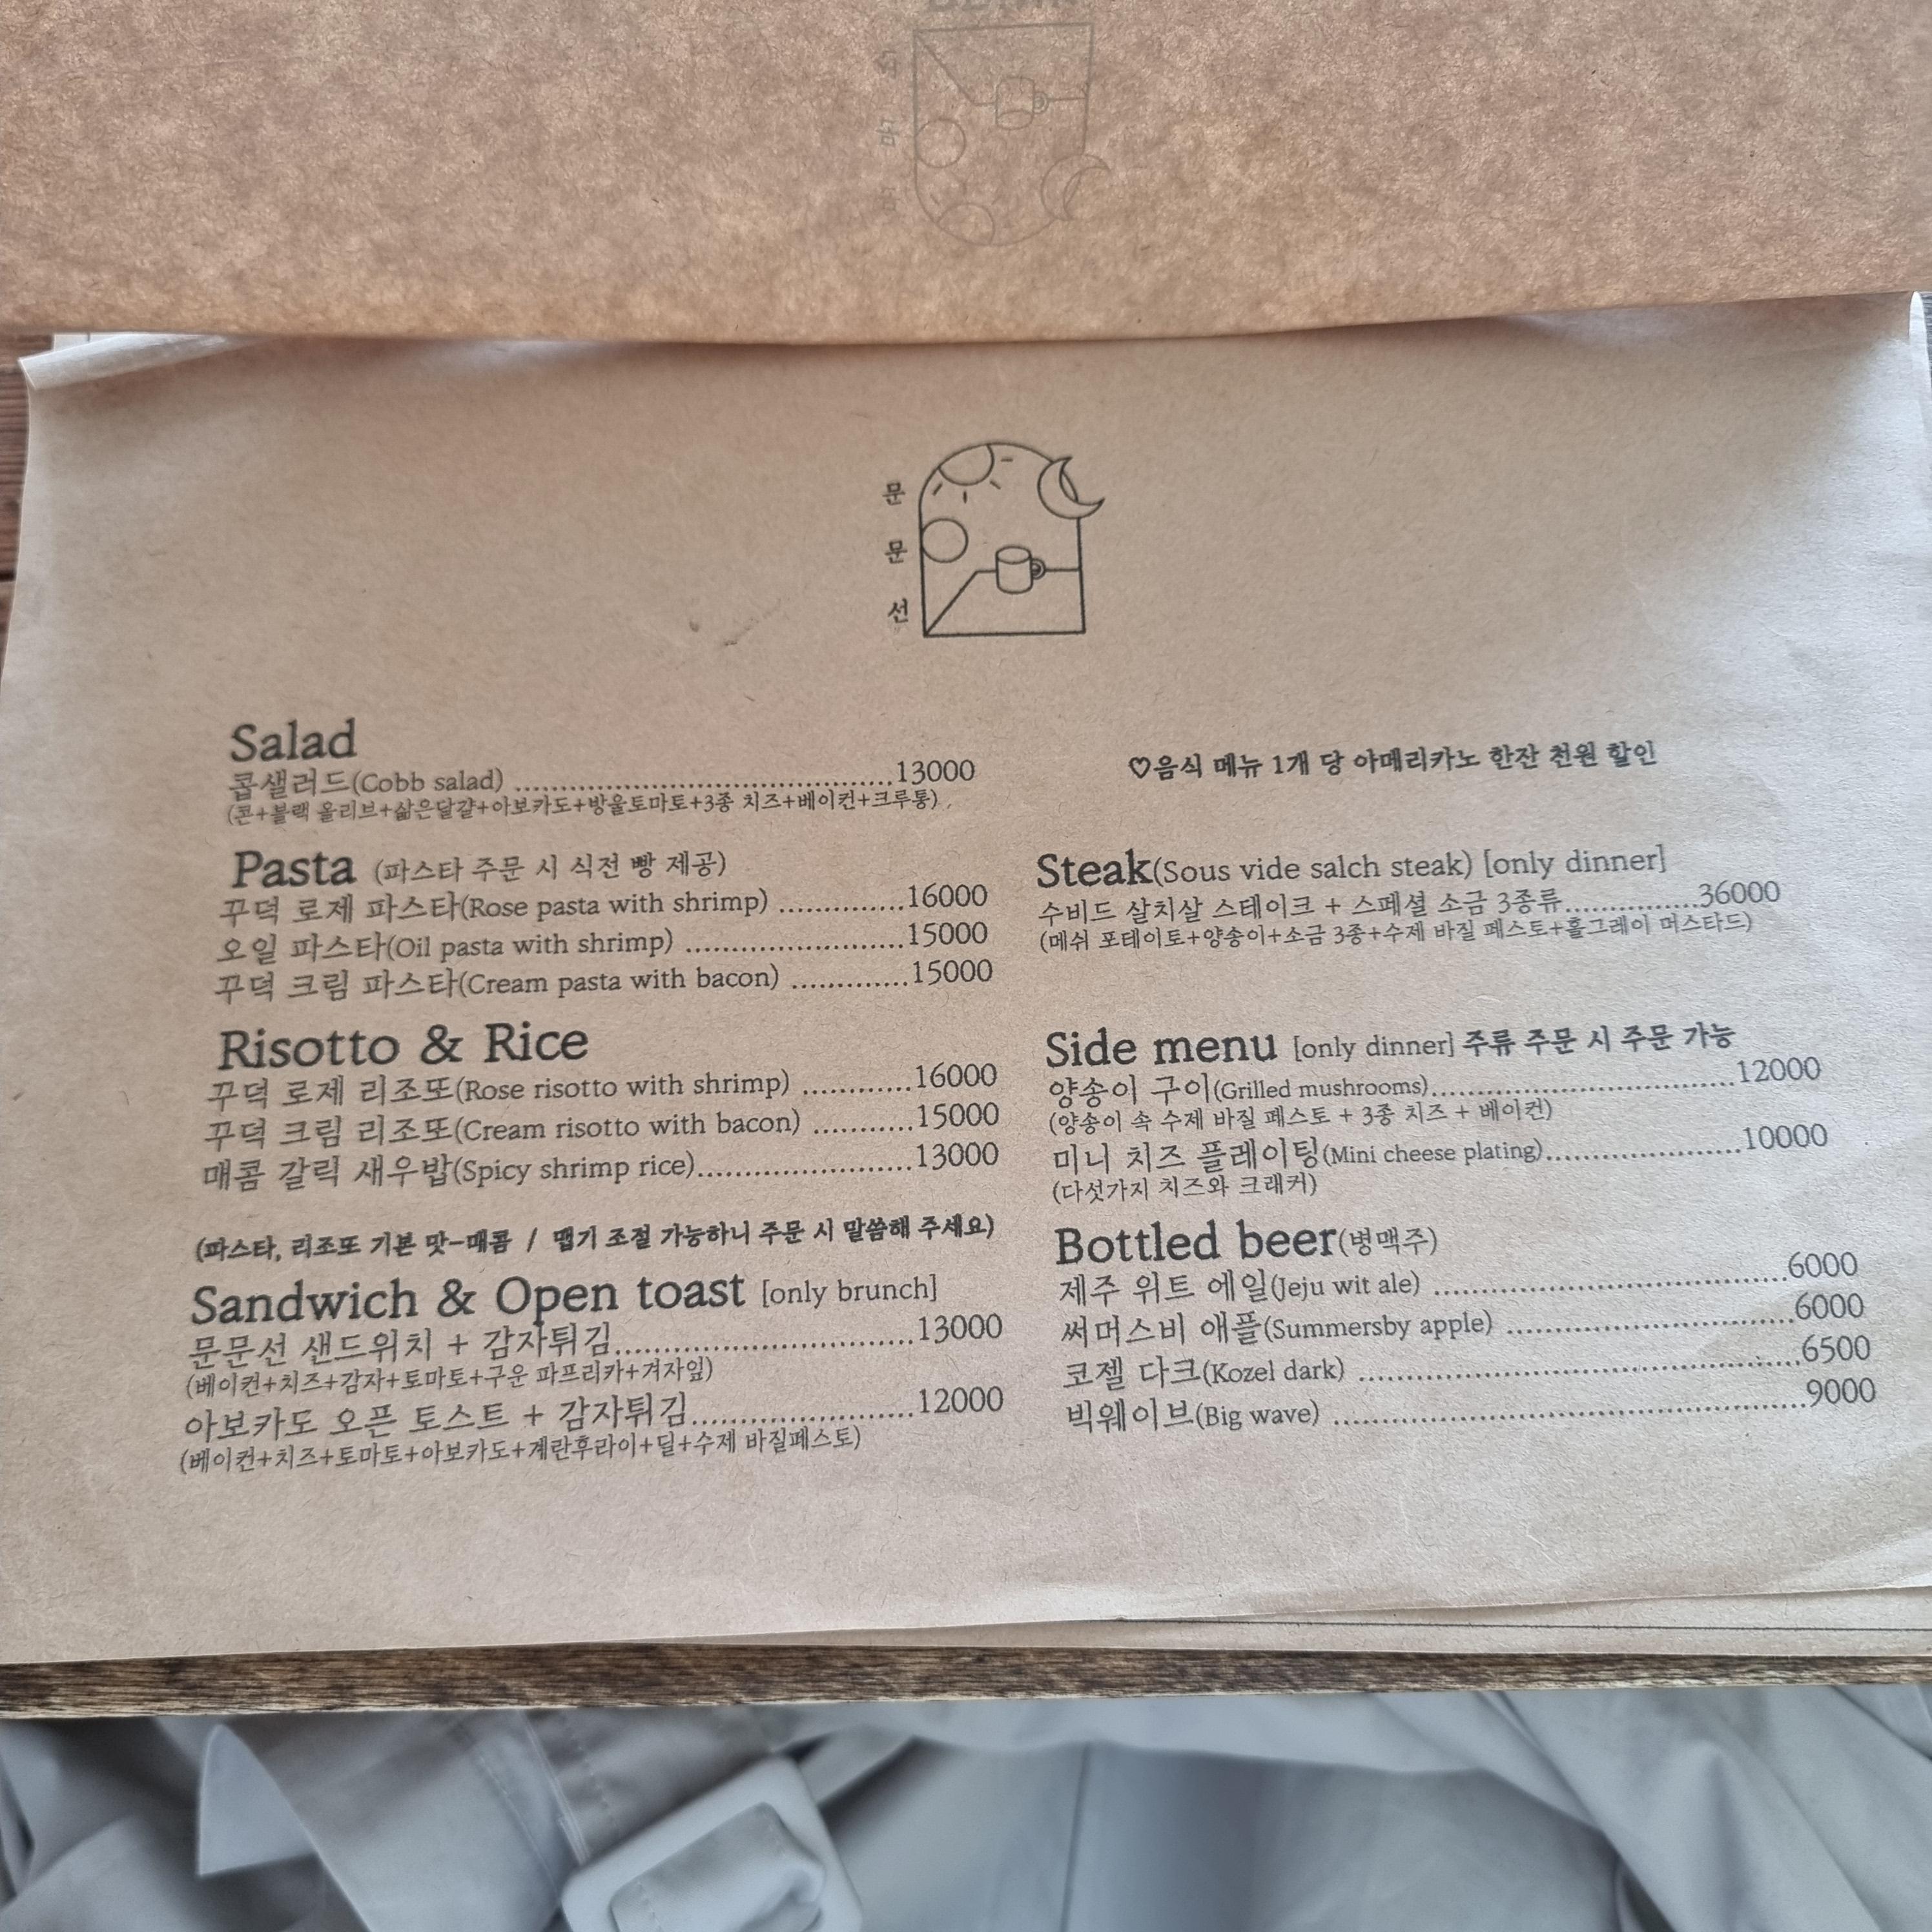 문
문
선
Salad
콥샐러드(Cobb salad) ........................................13000
(콘+블랙 올리브+삶은달걀+아보카도+방울토마토+3종 치즈+베이컨+크루통)
Pasta (파스타 주문 시 식전 빵 제공)
꾸덕 로제 파스타(Rose pasta with shrimp) ..............16000
오일 파스타(Oil pasta with shrimp) ........................15000
꾸덕 크림 파스타(Cream pasta with bacon) .............15000
Risotto & Rice
꾸덕 로제 리조또(Rose risotto with shrimp) ............16000
꾸덕 크림 리조또(Cream risotto with bacon) ...........15000
매콤 갈릭 새우밥(Spicy shrimp rice)........................13000
(파스타, 리조또 기본 맛-매콤 / 맵기 조절 가능하니 주문 시 말씀해 주세요)
Sandwich & Open toast [only brunch]
문문선 샌드위치 + 감자튀김.................................13000
(베이컨+치즈+감자+토마토+구운 파프리카+겨자잎)
아보카도 오픈 토스트 + 감자튀김........................12000
(베이컨+치즈+토마토+아보카도+계란후라이+딜+수제 바질페스토)
♡음식 메뉴 1개 당 아메리카노 한잔 천원 할인
Steak(Sous vide salch steak) [only dinner]
수비드 살치살 스테이크 + 스페셜 소금 3종류...............36000
(메쉬 포테이토+양송이+소금 3종+수제 바질 페스토+홀그레이 머스타드)
Side menu [only dinner] 주류 주문 시 주문 가능
양송이 구이(Grilled mushrooms)..................................12000
(양송이 속 수제 바질 페스토 + 3종 치즈 + 베이컨)
미니 치즈 플레이팅(Mini cheese plating)......................10000
(다섯가지 치즈와 크래커)
Bottled beer(병맥주)
제주 위트 에일(Jeju wit ale) ........................................6000
써머스비 애플(Summersby apple) ................................6000
코젤 다크(Kozel dark) ..................................................6500
빅웨이브(Big wave) ......................................................9000